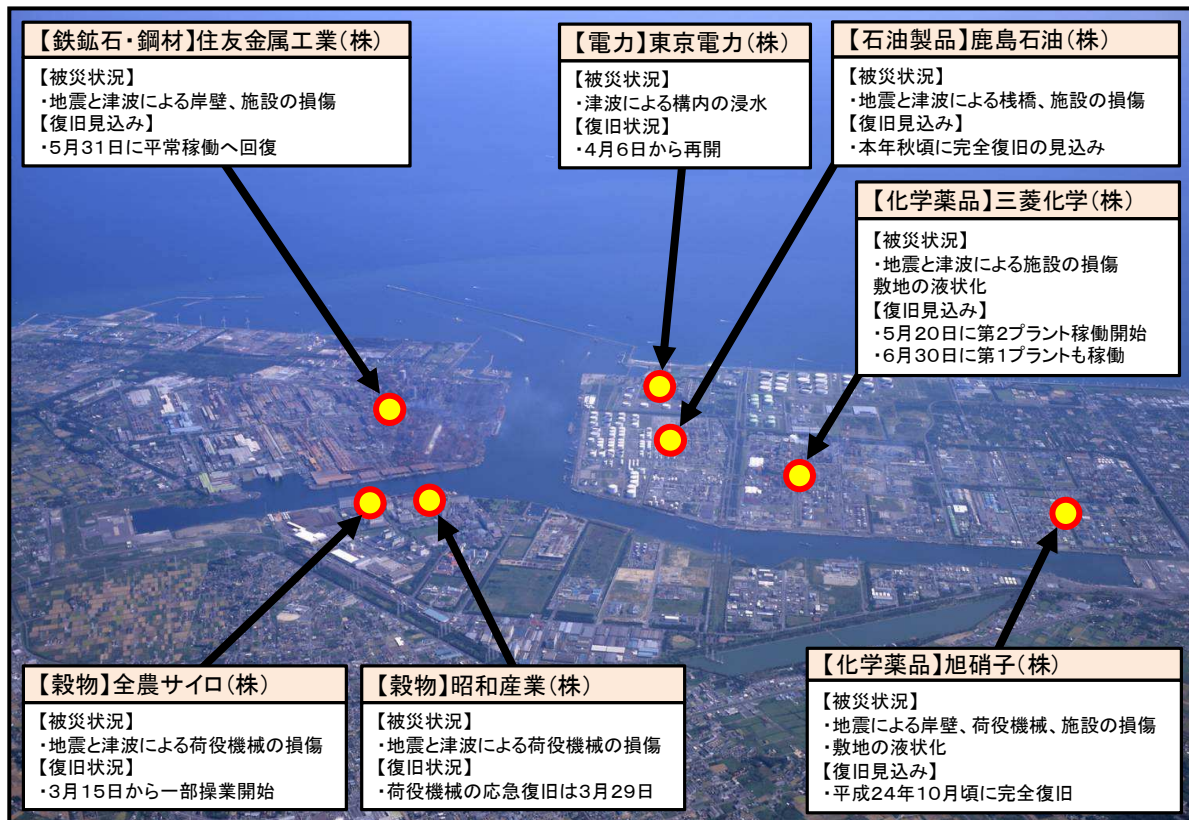 【鉄鉱石・鋼材】住友金属工業(株)
【被災状況】
・地震と津波による岸壁、施設の損傷
【復旧見込み】
・5月31日に平常稼働へ回復
【電力】東京電力(株)
【被災状況】
・津波による構内の浸水
【復旧状況】
・4月6日から再開
【石油製品】鹿島石油(株)
【被災状況】
・地震と津波による桟橋、施設の損傷
【復旧見込み】
・本年秋頃に完全復旧の見込み
【化学薬品】三菱化学(株)
【被災状況】
・地震と津波による施設の損傷
敷地の液状化
【復旧見込み】
・5月20日に第2プラント稼働開始
・6月30日に第1プラントも稼働
【穀物】全農サイロ(株)
【被災状況】
・地震と津波による荷役機械の損傷
【復旧状況】
・3月15日から一部操業開始
【穀物】昭和産業(株)
【被災状況】
・地震と津波による荷役機械の損傷
【復旧状況】
・荷役機械の応急復旧は3月29日
【化学薬品】旭硝子(株)
【被災状況】
・地震による岸壁、荷役機械、施設の損傷
・敷地の液状化
【復旧見込み】
・平成24年10月頃に完全復旧